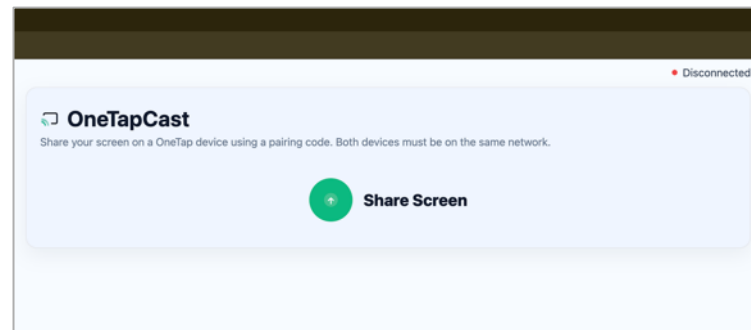 Disconnected
OneTapCast
Share your screen on a OneTap device using a pairing code. Both devices must be on the same network.
Share Screen